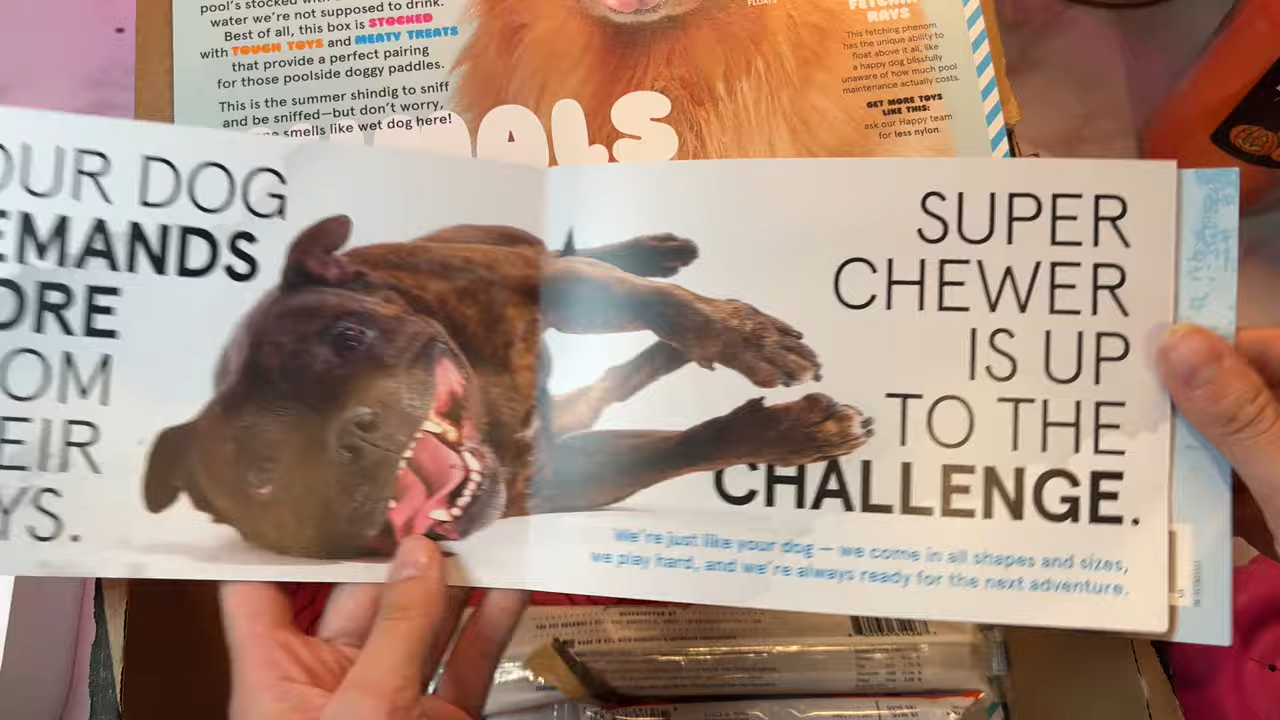 pool's stocked with
water we're not supposed to drink.
Best of all, this box is STOCKED
with TOUGH TOYS and MEATY TREATS
that provide a perfect pairing
for those poolside doggy paddles.
This is the summer shindig to sniff
and be sniffed—but don't worry,
smells like wet dog here!
FLOATS
FETCHIN'
RAYS
This fetching phenom
has the unique ability to
float above it all, like
a happy dog blissfully
unaware of how much pool
maintenance actually costs.
GET MORE TOYS
LIKE THIS:
ask our Happy team
for less nylon.
OUR DOG
EMANDS
ORE
OM
EIR
YS.
SUPER
CHEWER
IS UP
TO THE
CHALLENGE.
We're just like your dog — we come in all shapes and sizes,
we play hard, and we're always ready for the next adventure.